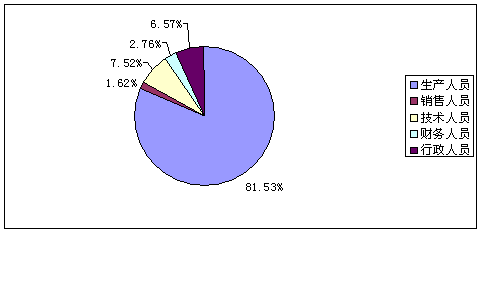 6.57%
2.76%
7.52%
1.62%
81.53%
生产人员
销售人员
技术人员
财务人员
行政人员